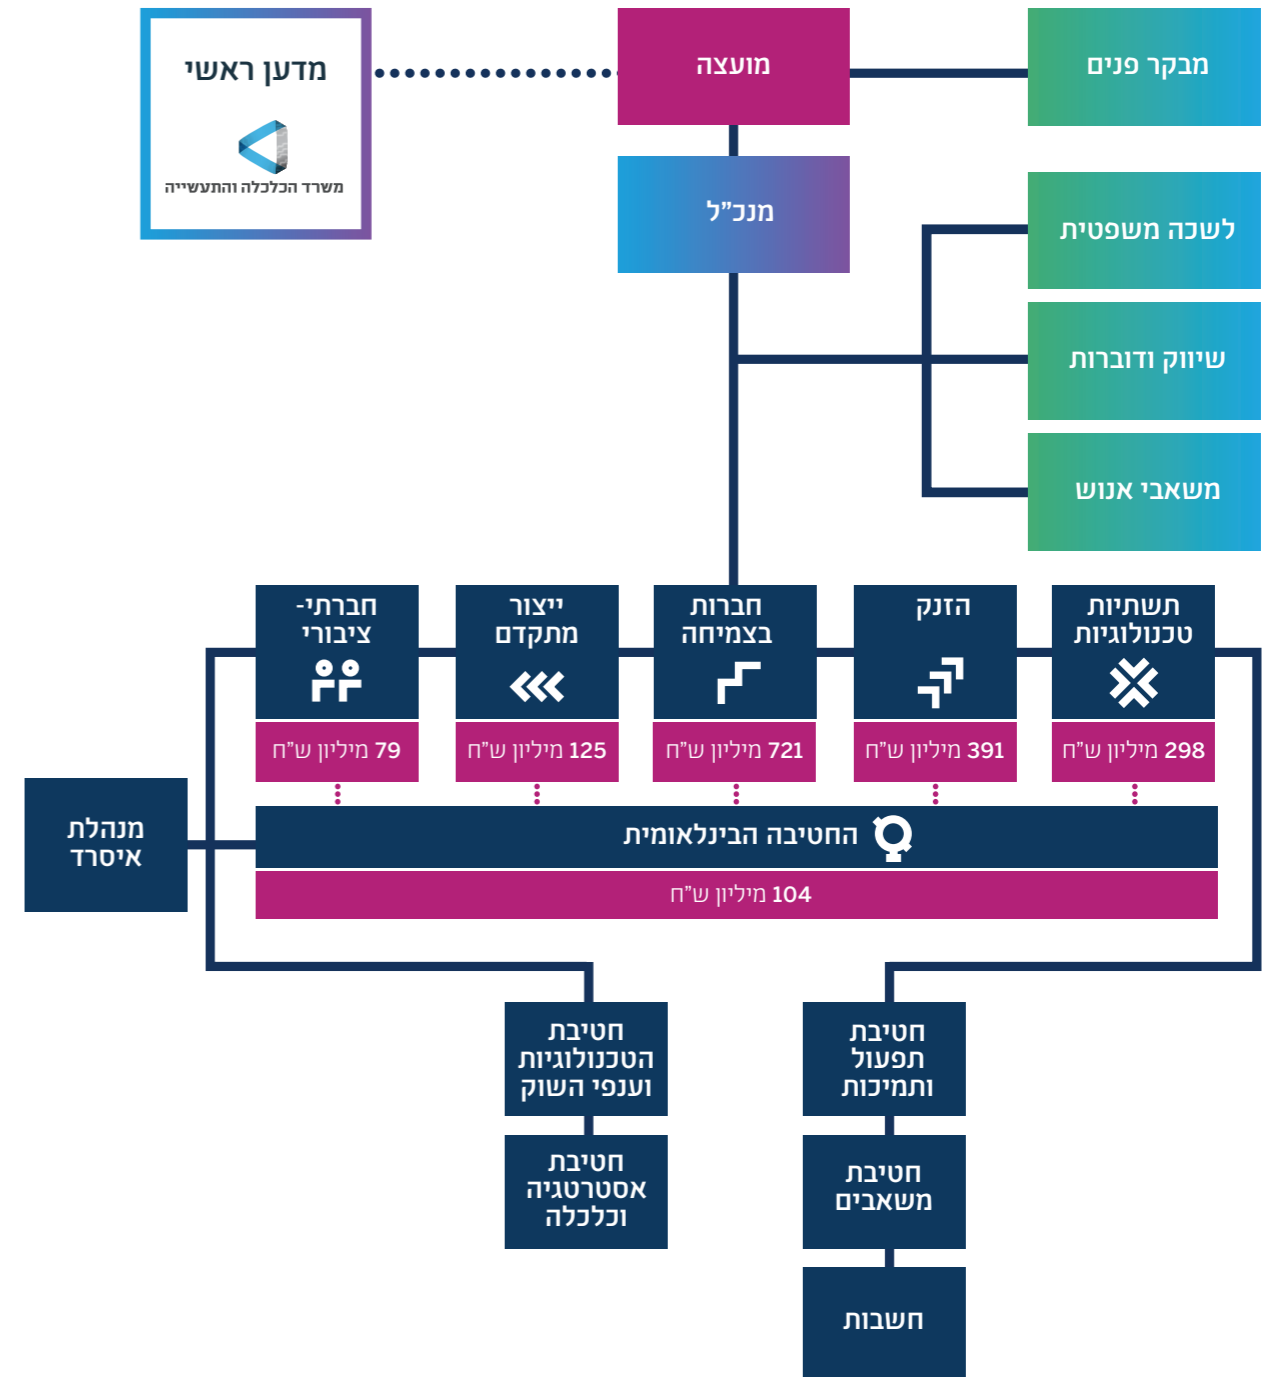 מבקר פנים
מועצה
מדען ראשי
משרד הכלכלה והתעשייה
מנכ"ל
לשכה משפטית
שיווק ודוברות
משאבי אנוש
תשתיות
טכנולוגיות
298 מיליון ש"ח
הזנק
391 מיליון ש"ח
חברות
בצמיחה
721 מיליון ש"ח
ייצור
מתקדם
125 מיליון ש"ח
חברתי-
ציבורי
79 מיליון ש"ח
החטיבה הבינלאומית
104 מיליון ש"ח
מנהלת
איסרד
חטיבת
תפעול
ותמיכות
חטיבת
משאבים
חשבות
חטיבת
הטכנולוגיות
וענפי השוק
חטיבת
אסטרטגיה
וכלכלה